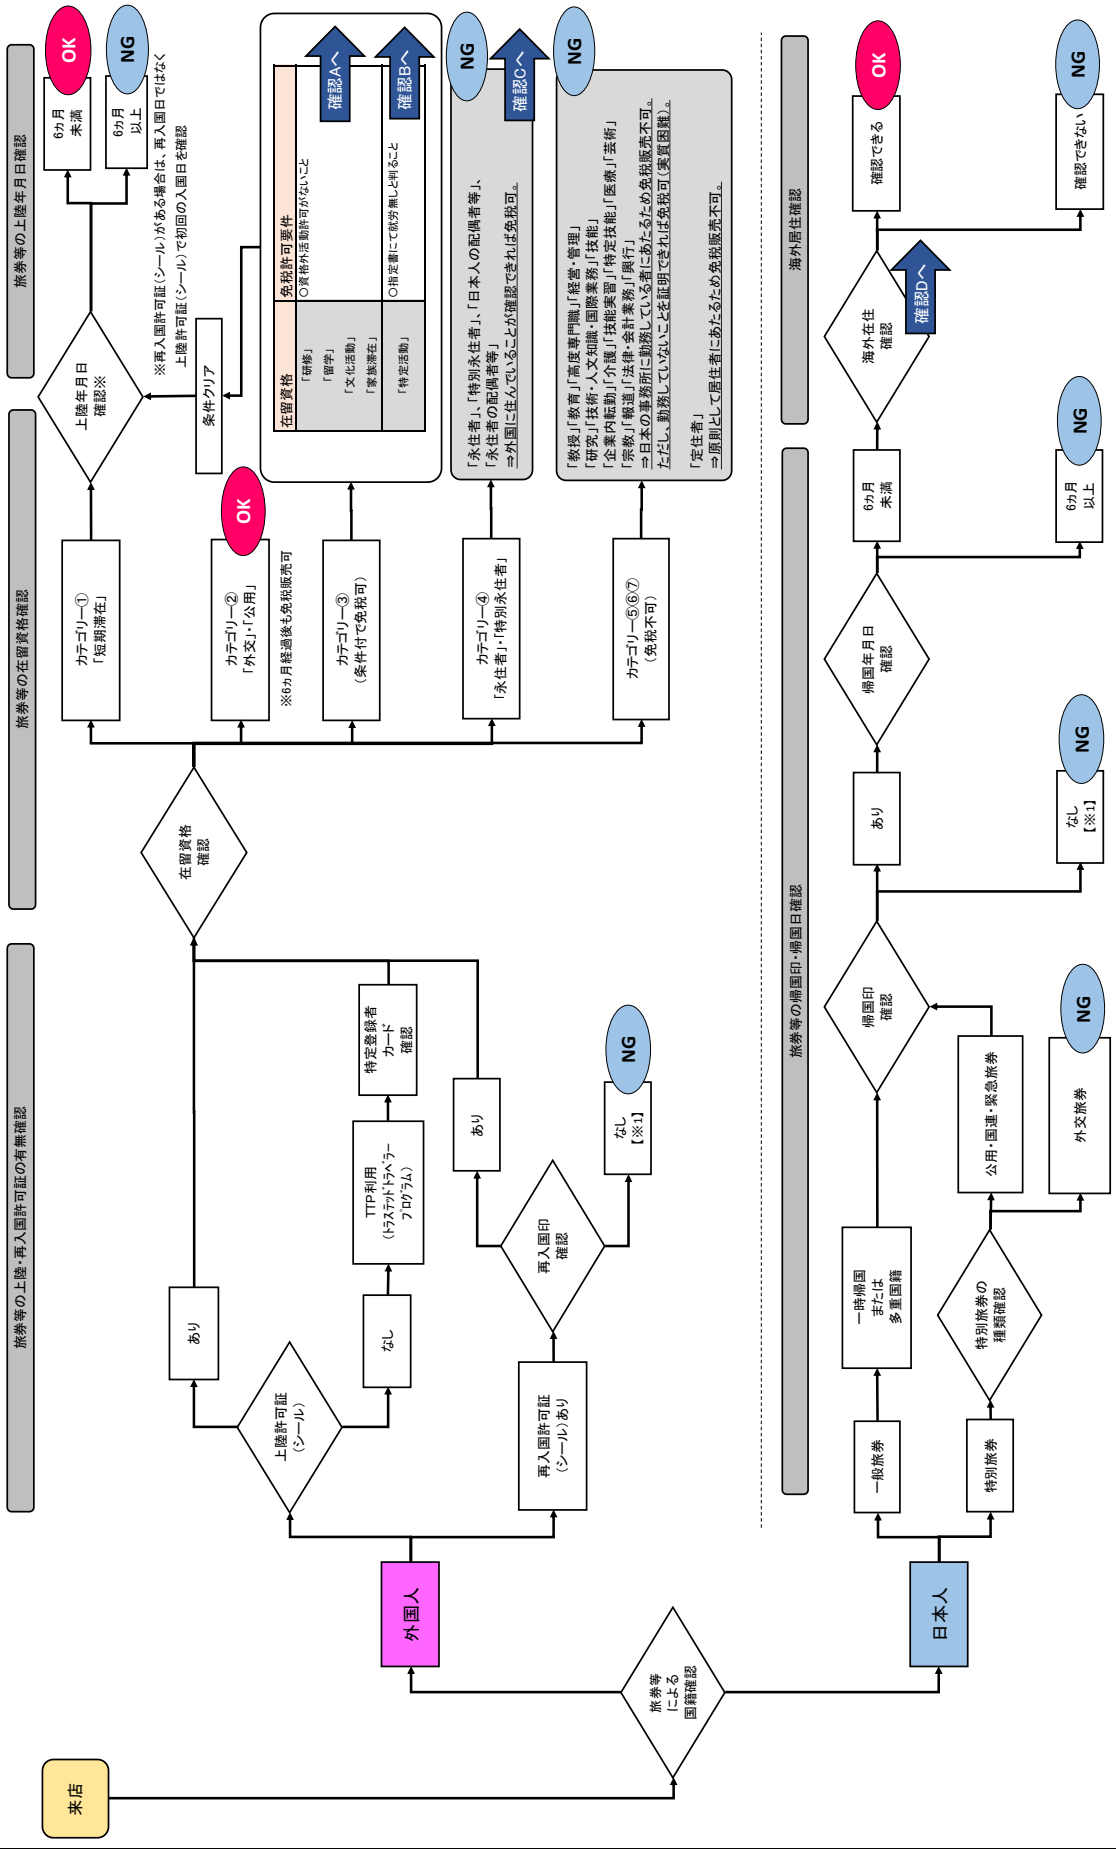 来店
旅券等
による
国籍確認
外国人
日本人
旅券等の上陸・再入国許可証の有無確認
上陸許可証
(シール)
あり
なし
TTP利用
(トラステッドトラベラー
プログラム)
特定登録者
カード
確認
再入国許可証
(シール)あり
再入国印
確認
あり
なし
【※1】
NG
旅券等の在留資格確認
在留資格
確認
カテゴリー①
「短期滞在」
カテゴリー②
「外交」・「公用」
OK
※6ヵ月経過後も免税販売可
カテゴリー③
(条件付で免税可)
カテゴリー④
「永住者」・「特別永住者」
カテゴリー⑤⑥⑦
(免税不可)
旅券等の上陸年月日確認
上陸年月日
確認※
6ヵ月
未満
OK
6ヵ月
以上
NG
※再入国許可証(シール)がある場合は、再入国日ではなく
上陸許可証(シール)で初回の入国日を確認
条件クリア
在留資格
免税許可要件
「研修」
「留学」
「文化活動」
「家族滞在」
○資格外活動許可がないこと
確認Aへ
「特定活動」
○指定書にて就労無しと判ること
確認Bへ
「永住者」、「特別永住者」、「日本人の配偶者等」、
「永住者の配偶者等」
⇒外国に住んでいることが確認できれば免税可。
NG
確認Cへ
「教授」「教育」「高度専門職」「経営・管理」
「研究」「技術・人文知識・国際業務」「技能」
「企業内転勤」「介護」「技能実習」「特定技能」「医療」「芸術」
「宗教」「報道」「法律・会計業務」「興行」
⇒日本の事務所に勤務している者にあたるため免税販売不可。
ただし、勤務していないことを証明できれば免税可(実質困難)。
「定住者」
⇒原則として居住者にあたるため免税販売不可。
NG
旅券等の帰国印・帰国日確認
一般旅券
一時帰国
または
多重国籍
特別旅券
特別旅券の
種類確認
公用・国連・緊急旅券
外交旅券
NG
帰国印
確認
あり
なし
【※1】
NG
帰国年月日
確認
6ヵ月
未満
6ヵ月
以上
NG
海外居住確認
海外在住
確認
確認Dへ
確認できる
OK
確認できない
NG